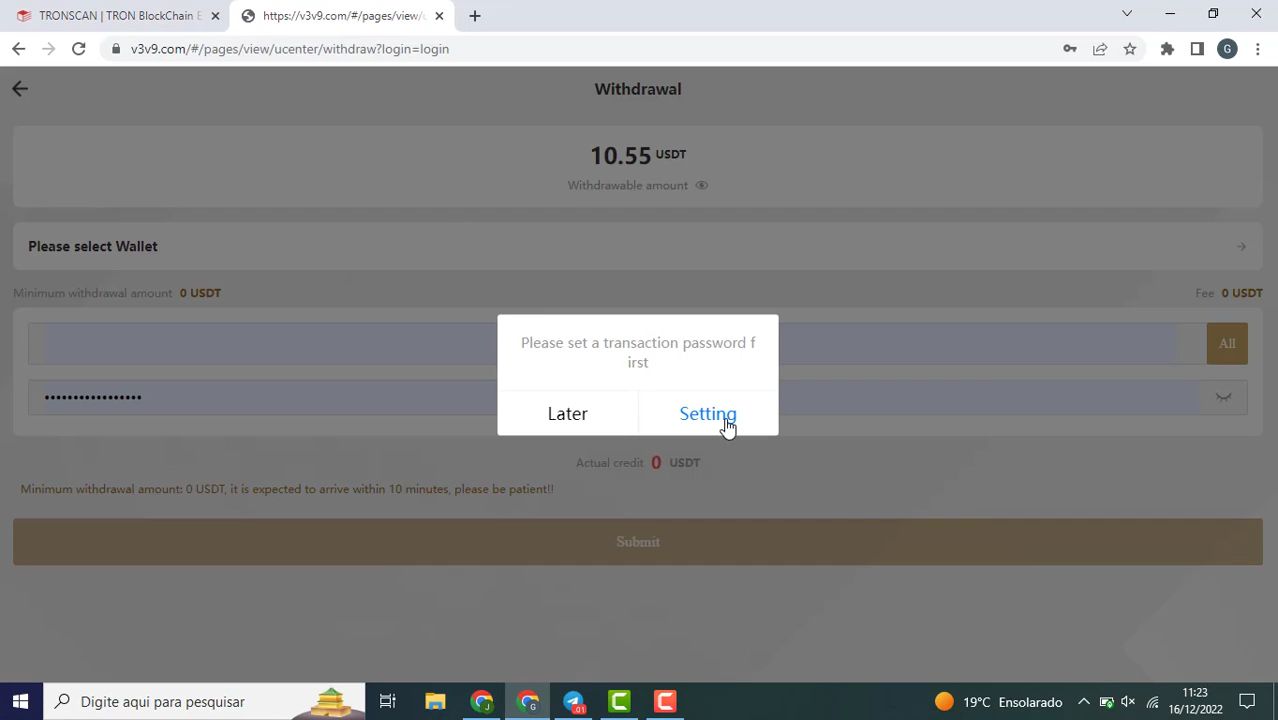 TRONSCAN | TRON BlockChain E
https://v3v9.com/#/pages/view/u
v3v9.com/#/pages/view/ucenter/withdraw?login=login
G
Withdrawal
10.55 USDT
Withdrawable amount
Please select Wallet
Minimum withdrawal amount 0 USDT
Fee 0 USDT
All
•••••••••••••••••
Please set a transaction password f
irst
Later
Setting
Actual credit 0 USDT
Minimum withdrawal amount: 0 USDT, it is expected to arrive within 10 minutes, please be patient!!
Submit
Digite aqui para pesquisar
J
G
01
C
C
19°C Ensolarado
11:23
16/12/2022